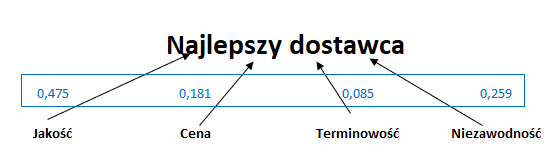 Najlepszy dostawca
0,475 0,181 0,085 0,259
Jakość Cena Terminowość Niezawodność